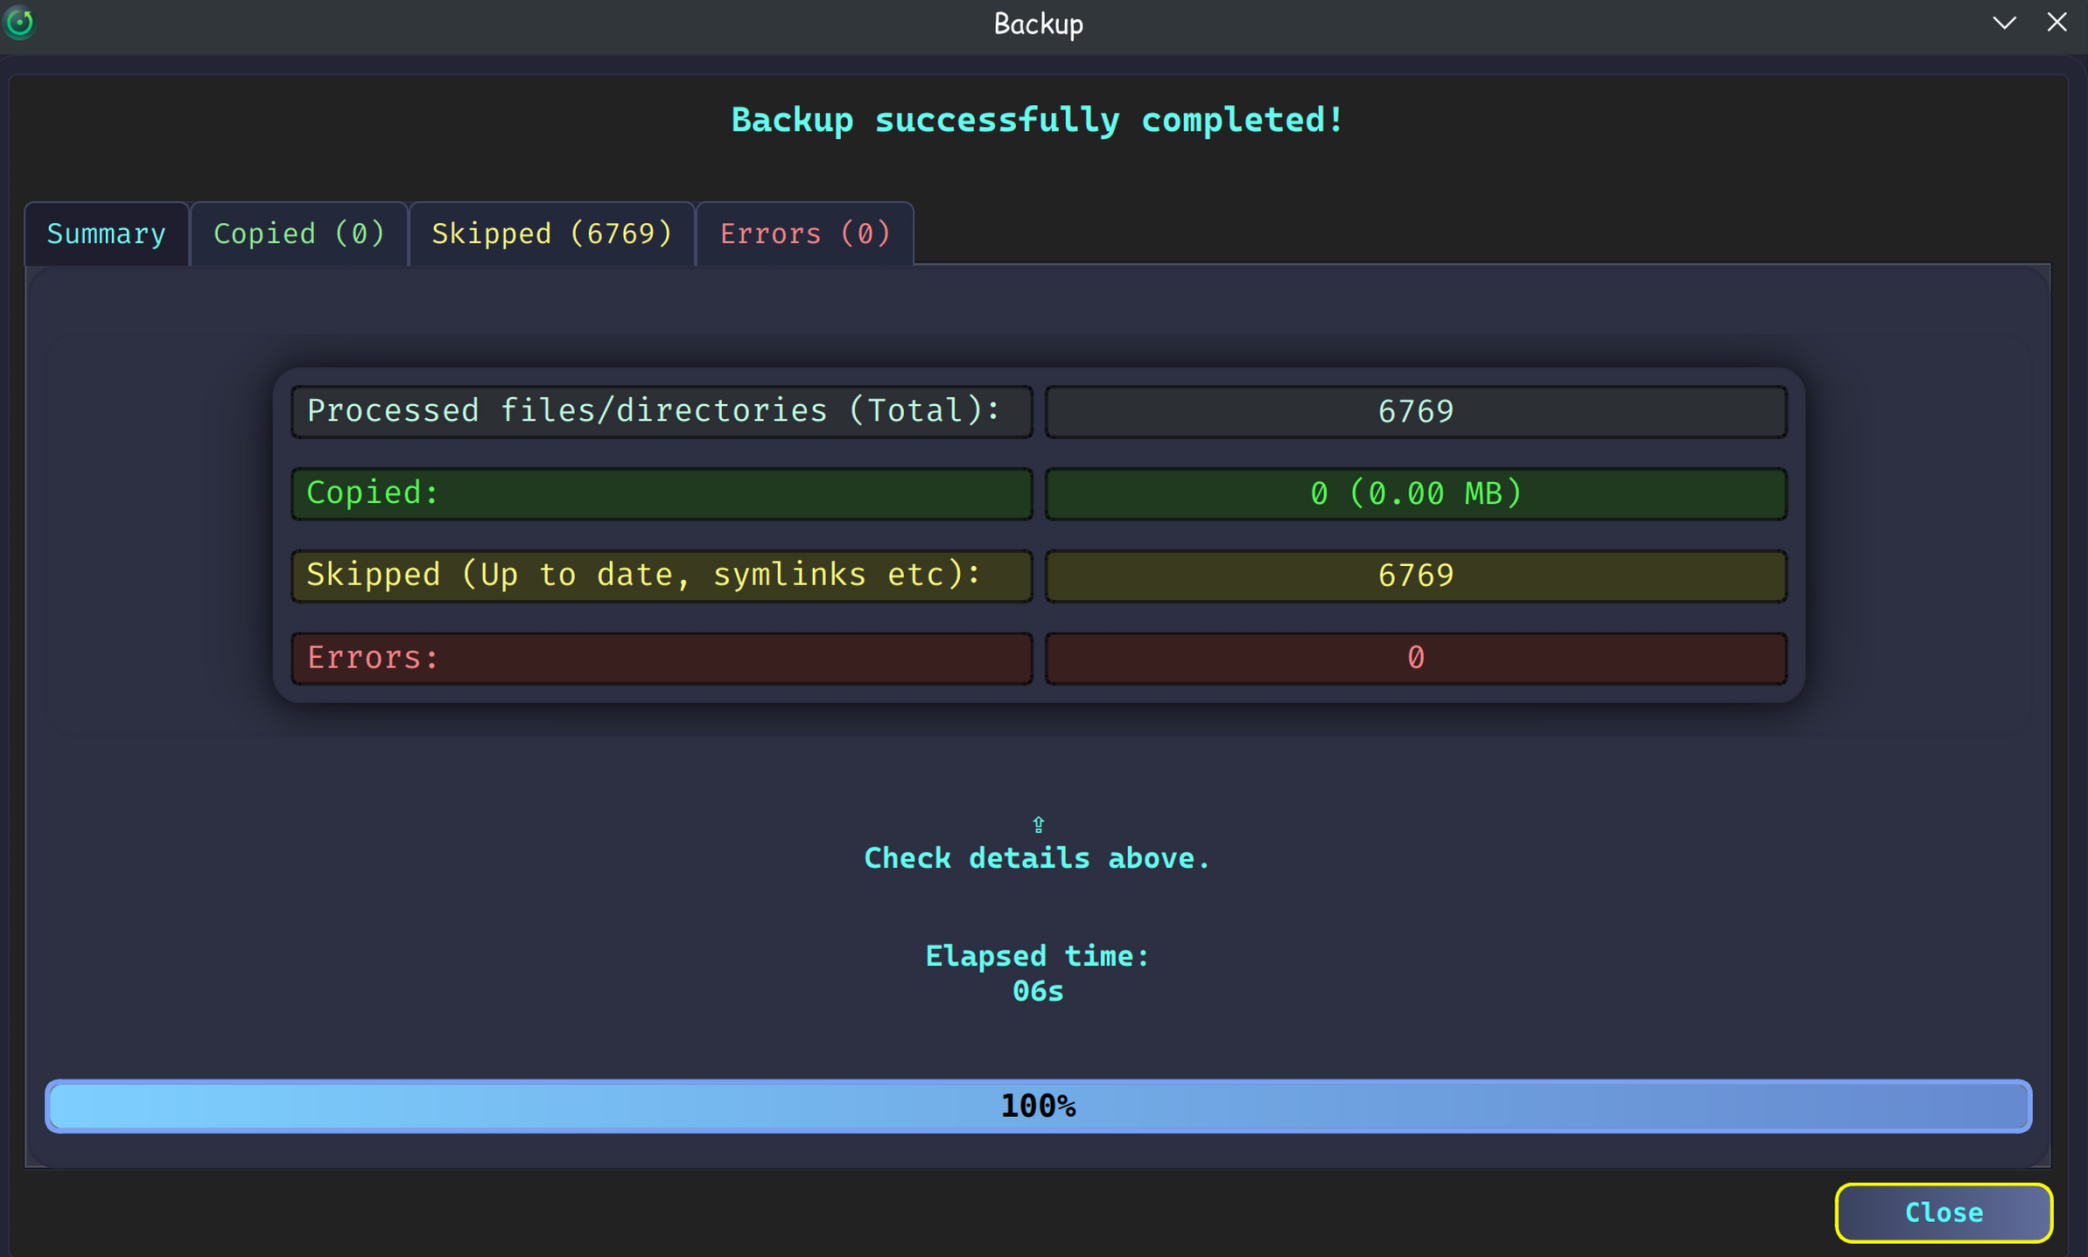 Backup
Backup successfully completed!
Summary
Copied (0)
Skipped (6769)
Errors (0)
Processed files/directories (Total):
6769
Copied:
0 (0.00 MB)
Skipped (Up to date, symlinks etc):
6769
Errors:
0
⇪
Check details above.
Elapsed time:
06s
100%
Close